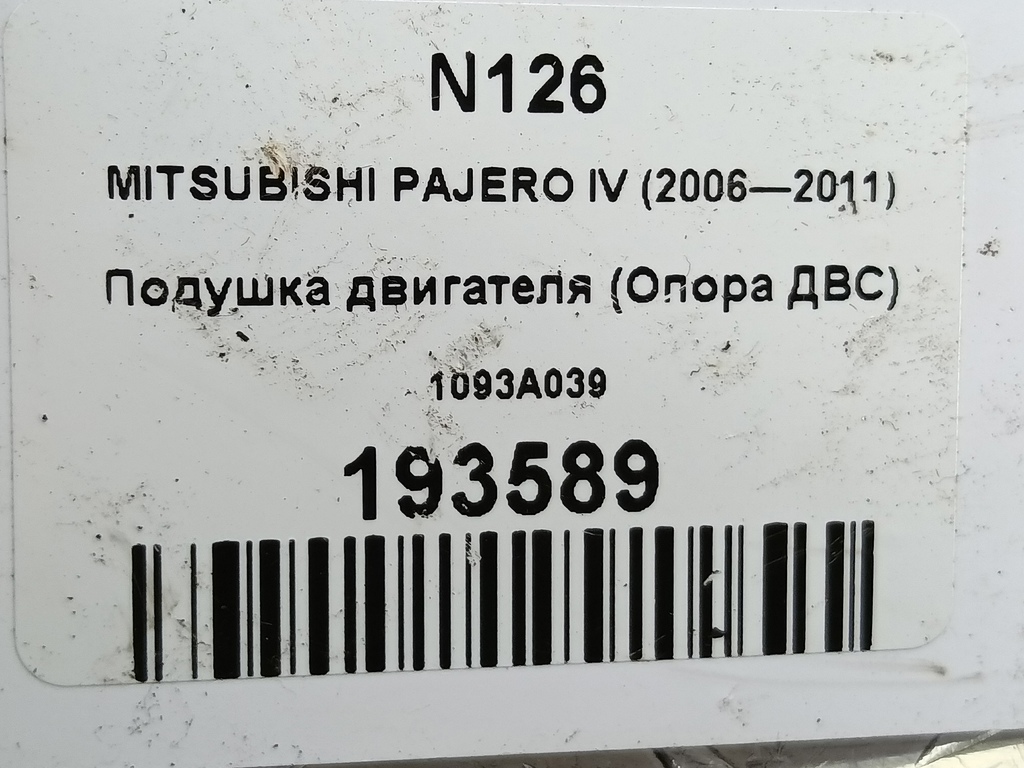 N126
MITSUBISHI PAJERO IV (2006—2011)
Подушка двигателя (Опора ДВС)
1093A039
193589